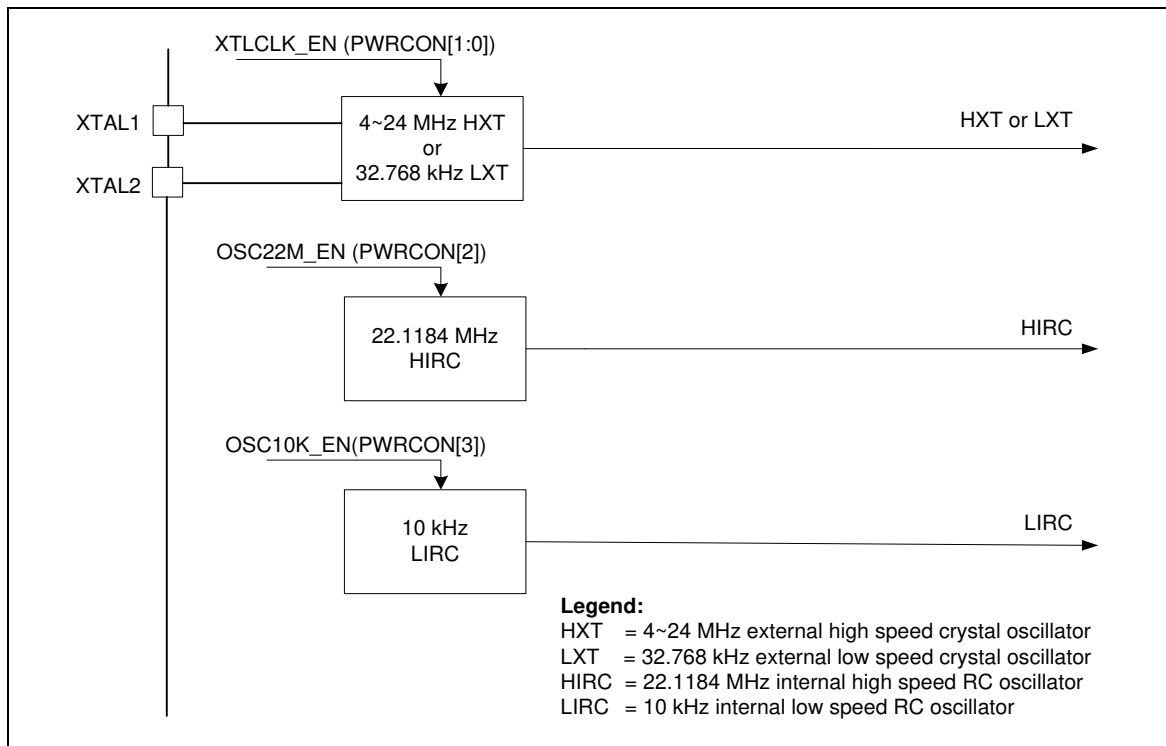 XTLCLK_EN (PWRCON[1:0])
XTAL1
XTAL2
4~24 MHz HXT
or
32.768 kHz LXT
HXT or LXT
OSC22M_EN (PWRCON[2])
22.1184 MHz
HIRC
HIRC
OSC10K_EN(PWRCON[3])
10 kHz
LIRC
LIRC
Legend:
HXT = 4~24 MHz external high speed crystal oscillator
LXT = 32.768 kHz external low speed crystal oscillator
HIRC = 22.1184 MHz internal high speed RC oscillator
LIRC = 10 kHz internal low speed RC oscillator